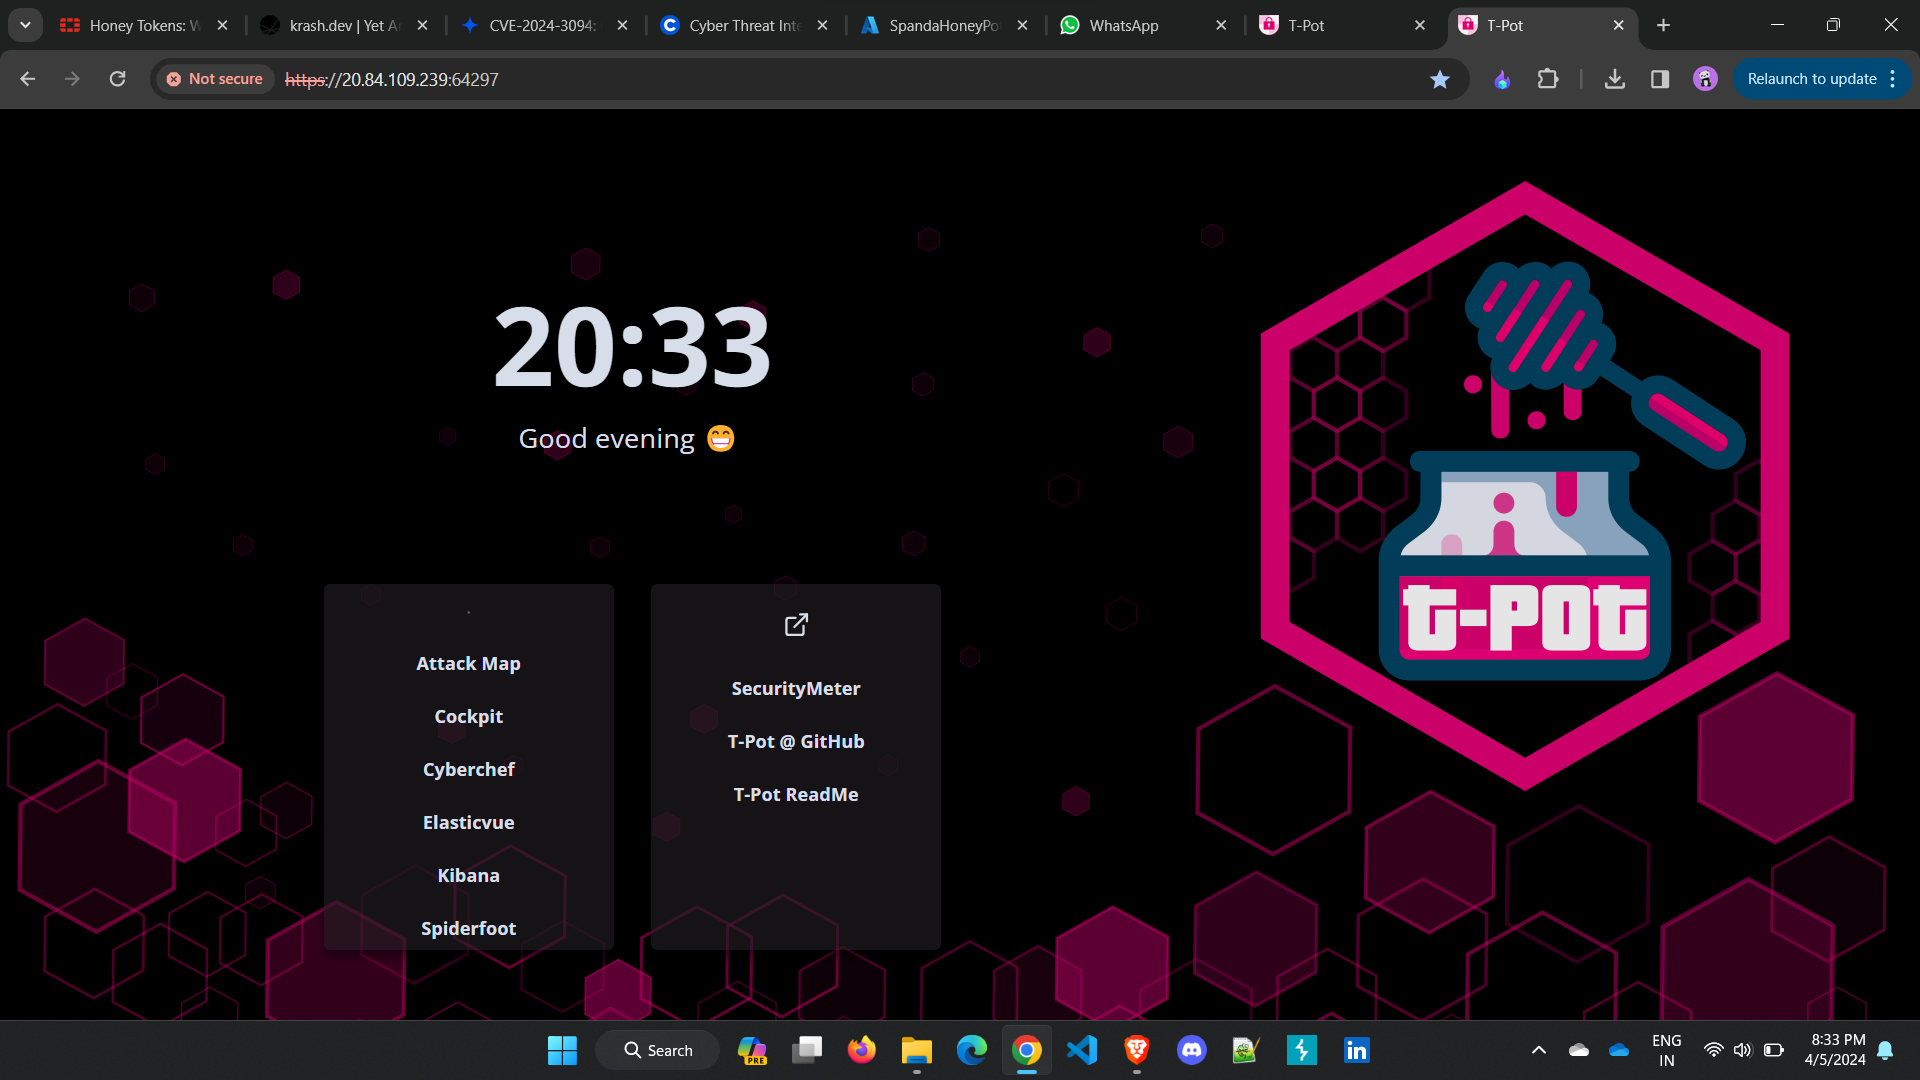 Honey Tokens: W
krash.dev | Yet A
CVE-2024-3094:
Cyber Threat Inte
SpandaHoneyPo
WhatsApp
T-Pot
T-Pot
Not secure
https://20.84.109.239:64297
Relaunch to update
20:33
Good evening 😁
Attack Map
Cockpit
Cyberchef
Elasticvue
Kibana
Spiderfoot
SecurityMeter
T-Pot @ GitHub
T-Pot ReadMe
t-pot
Search
PRE
ENG
IN
8:33 PM
4/5/2024